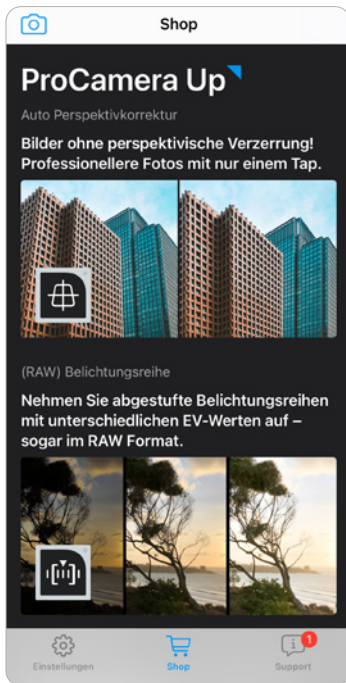 Shop
ProCamera Up
Auto Perspektivkorrektur
Bilder ohne perspektivische Verzerrung!
Professionellere Fotos mit nur einem Tap.
(RAW) Belichtungsreihe
Nehmen Sie abgestufte Belichtungsreihen
mit unterschiedlichen EV-Werten auf –
sogar im RAW Format.
1
Einstellungen
Shop
Support